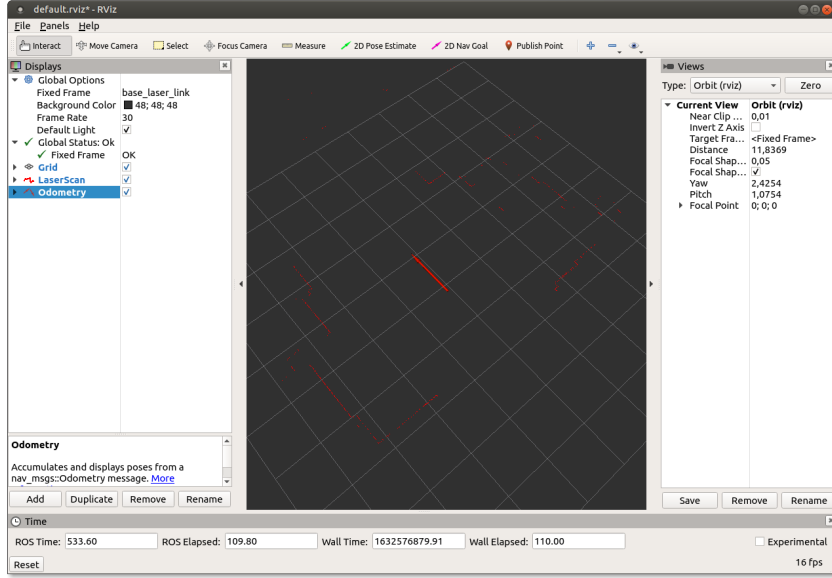 default.rviz* - RViz
File Panels Help
Interact Move Camera Select Focus Camera Measure 2D Pose Estimate 2D Nav Goal Publish Point
Displays
Global Options
Fixed Frame base_laser_link
Background Color 48; 48; 48
Frame Rate 30
Default Light
Global Status: Ok
Fixed Frame OK
Grid
LaserScan
Odometry
Odometry
Accumulates and displays poses from a
nav_msgs::Odometry message. More
Add Duplicate Remove Rename
Views
Type: Orbit (rviz) Zero
Current View Orbit (rviz)
Near Clip ... 0,01
Invert Z Axis
Target Fra... <Fixed Frame>
Distance 11,8369
Focal Shap... 0,05
Focal Shap...
Yaw 2,4254
Pitch 1,0754
Focal Point 0; 0; 0
Save Remove Rename
Time
ROS Time: 533.60 ROS Elapsed: 109.80 Wall Time: 1632576879.91 Wall Elapsed: 110.00 Experimental
Reset 16 fps